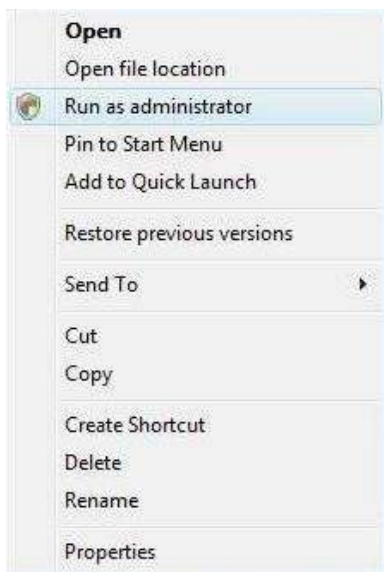 Open
Open file location
Run as administrator
Pin to Start Menu
Add to Quick Launch
Restore previous versions
Send To
Cut
Copy
Create Shortcut
Delete
Rename
Properties